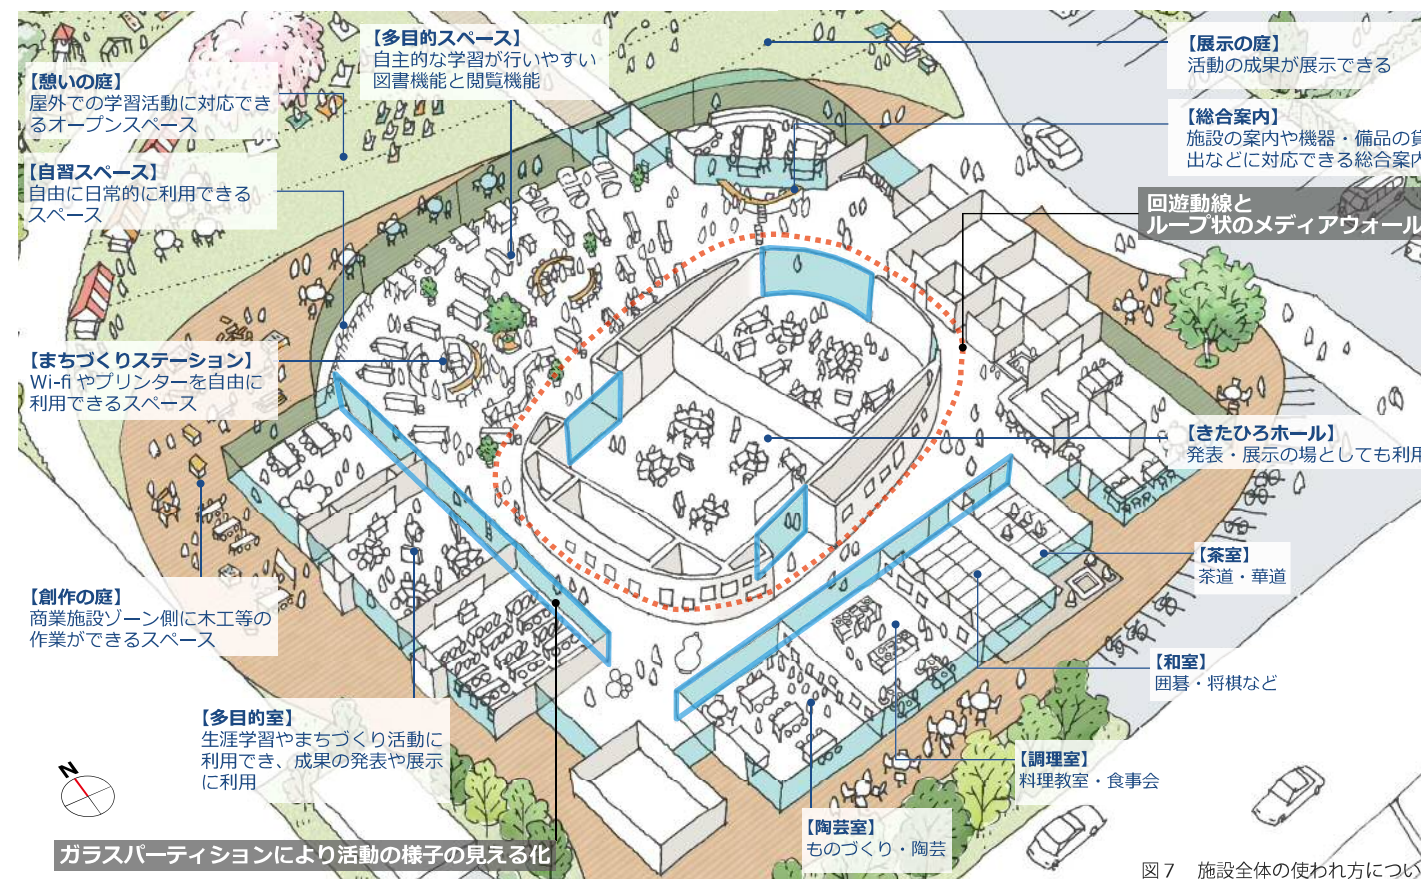 【多目的スペース】
自主的な学習が行いやすい
図書機能と閲覧機能
【展示の庭】
活動の成果が展示できる
【憩いの庭】
屋外での学習活動に対応でき
るオープンスペース
【総合案内】
施設の案内や機器・備品の貸
出などに対応できる総合案内
【自習スペース】
自由に日常的に利用できる
スペース
回遊動線と
ループ状のメディアウォール
【まちづくりステーション】
Wi-fiやプリンターを自由に
利用できるスペース
【きたひろホール】
発表・展示の場としても利用
【茶室】
茶道・華道
【創作の庭】
商業施設ゾーン側に木工等の
作業ができるスペース
【和室】
囲碁・将棋など
【多目的室】
生涯学習やまちづくり活動に
利用でき、成果の発表や展示
に利用
【調理室】
料理教室・食事会
N
【陶芸室】
ものづくり・陶芸
ガラスパーティションにより活動の様子の見える化
図7　施設全体の使われ方につい